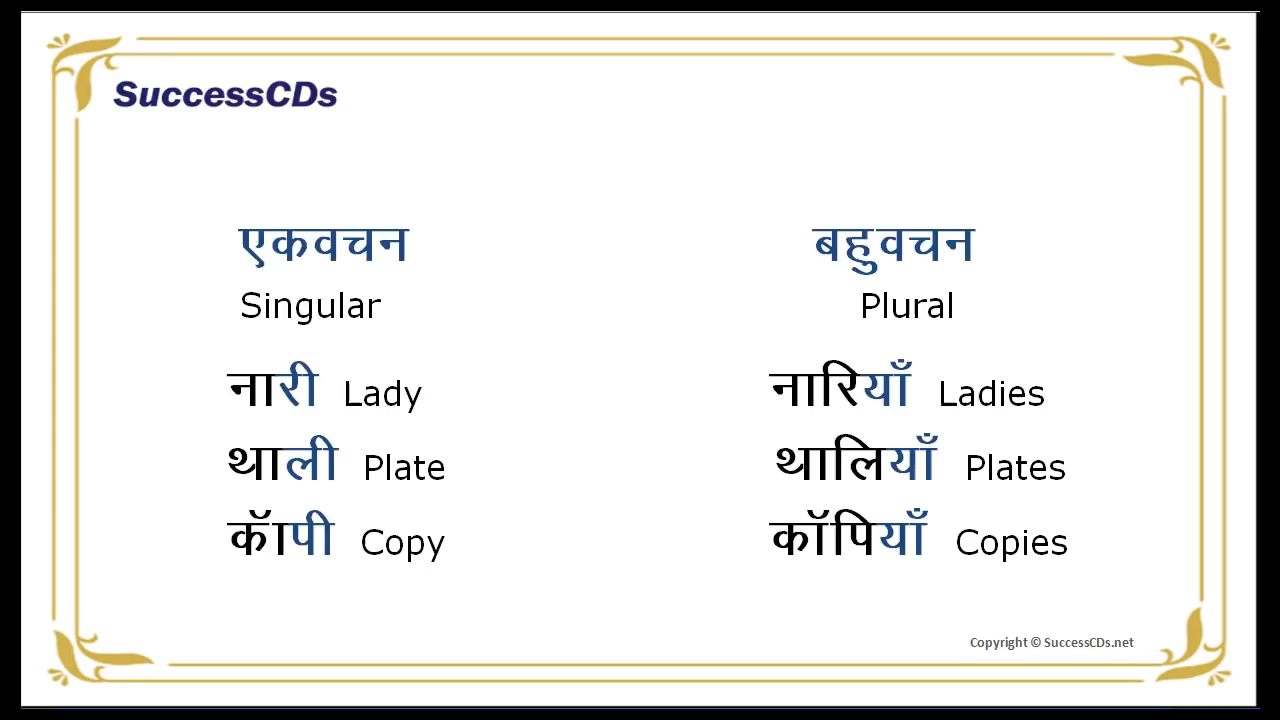 SuccessCDs
एकवचन बहुवचन
Singular Plural
नारी Lady नारियाँ Ladies
थाली Plate थालियाँ Plates
कॅापी Copy कॉपियाँ Copies
Copyright © SuccessCDs.net